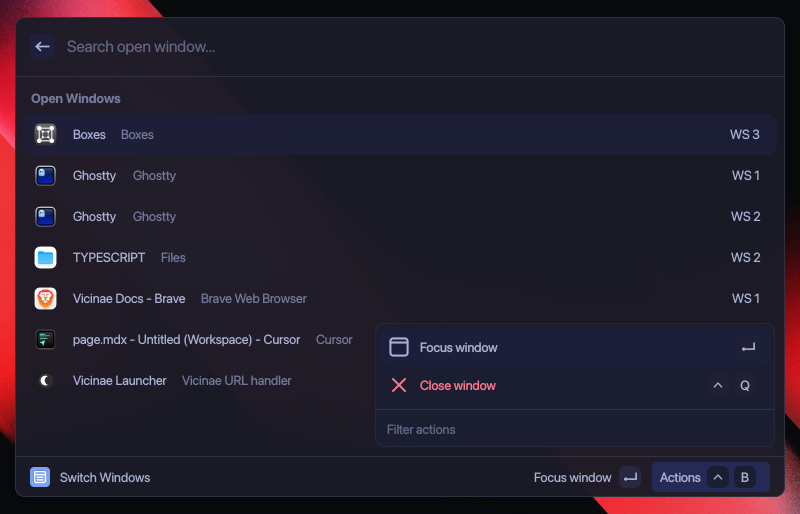 Search open window...
Open Windows
Boxes Boxes WS 3
Ghostty Ghostty WS 1
Ghostty Ghostty WS 2
TYPESCRIPT Files WS 2
Vicinae Docs - Brave Brave Web Browser WS 1
page.mdx - Untitled (Workspace) - Cursor Cursor
Focus window
Vicinae Launcher Vicinae URL handler
Close window Q
Filter actions
Switch Windows Focus window Actions B